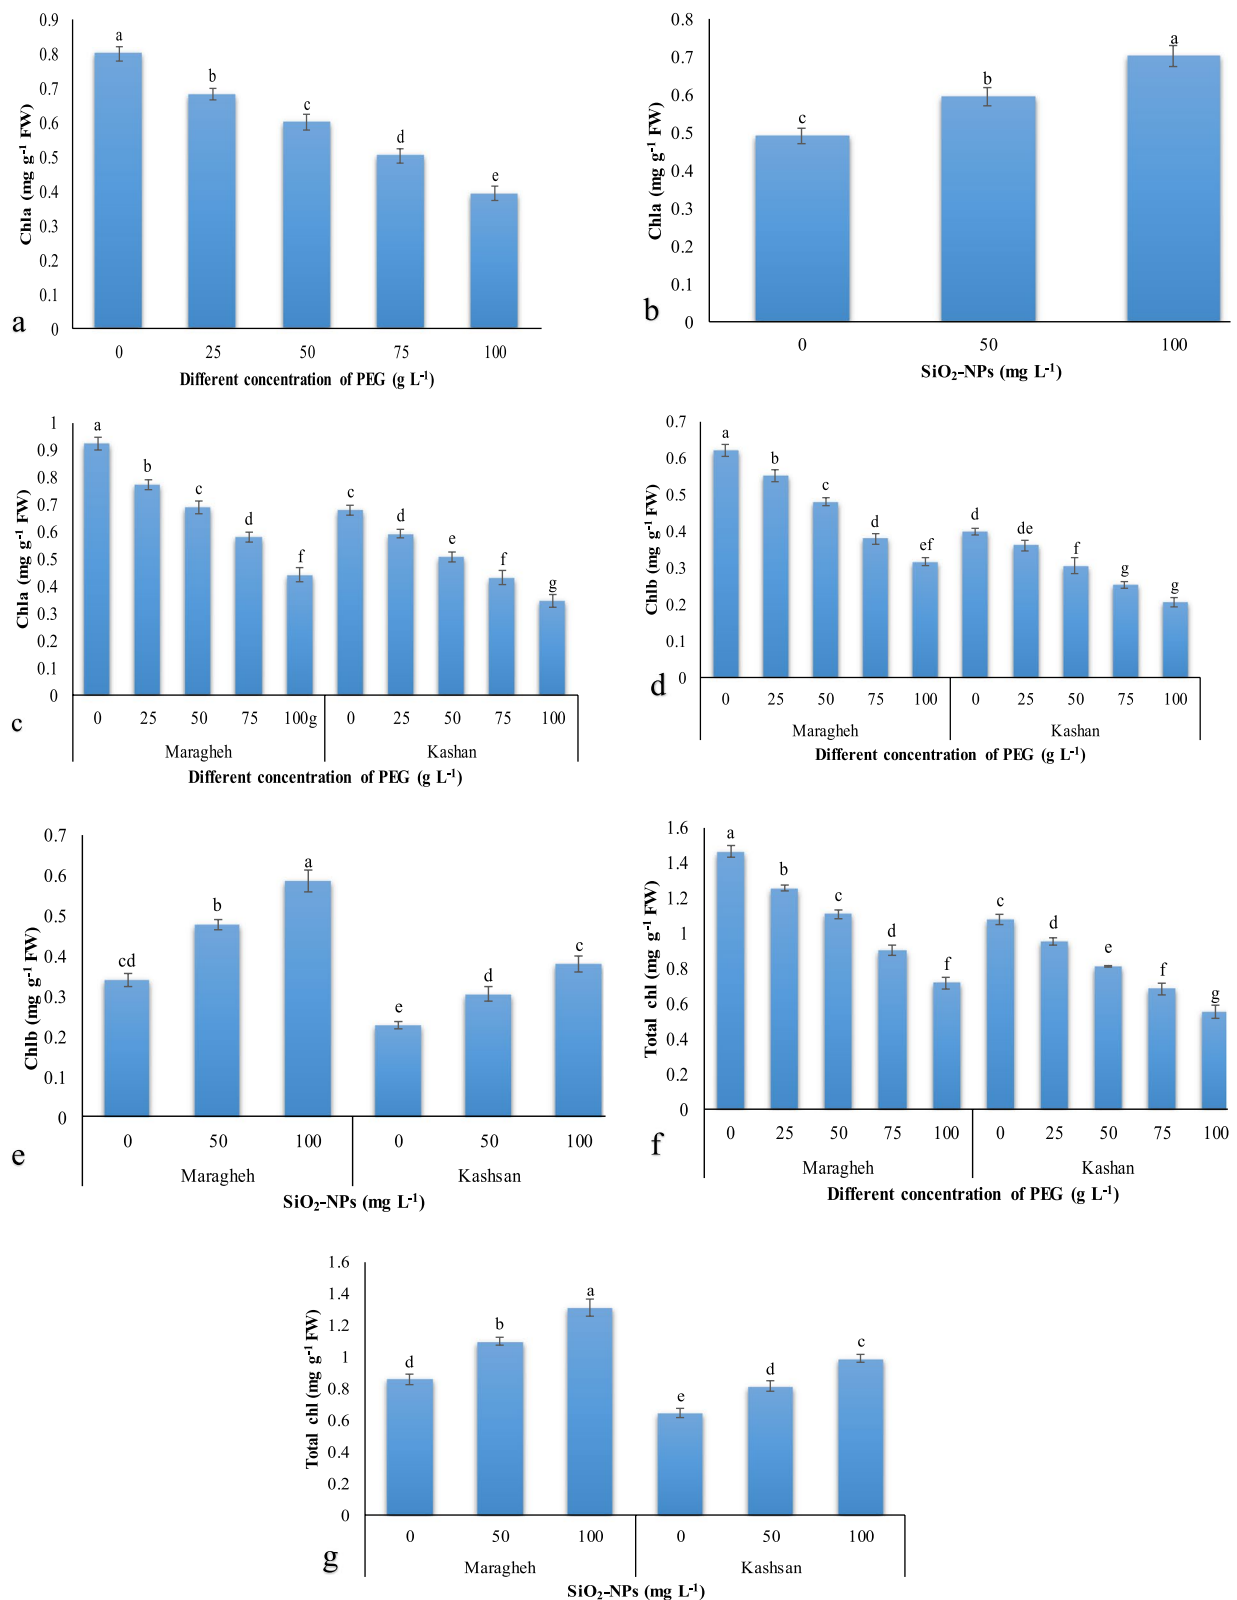 0.9
0.8
0.7
0.6
0.5
0.4
0.3
0.2
0.1
0
Chla (mg g-1 FW)
a
b
c
d
e
0 25 50 75 100
Different concentration of PEG (g L-1)
a
0.8
0.7
0.6
0.5
0.4
0.3
0.2
0.1
0
Chla (mg g-1 FW)
c
b
a
0 50 100
SiO2-NPs (mg L-1)
b
1
0.9
0.8
0.7
0.6
0.5
0.4
0.3
0.2
0.1
0
Chla (mg g-1 FW)
a
b
c
d
f
c
d
e
f
g
0 25 50 75 100g 0 25 50 75 100
Maragheh Kashan
Different concentration of PEG (g L-1)
c
0.7
0.6
0.5
0.4
0.3
0.2
0.1
0
Chlb (mg g-1 FW)
a
b
c
d
ef
d
de
f
g
g
0 25 50 75 100 0 25 50 75 100
Maragheh Kashan
Different concentration of PEG (g L-1)
d
0.7
0.6
0.5
0.4
0.3
0.2
0.1
0
Chlb (mg g-1 FW)
cd
b
a
e
d
c
0 50 100 0 50 100
Maragheh Kashsan
SiO2-NPs (mg L-1)
e
1.6
1.4
1.2
1
0.8
0.6
0.4
0.2
0
Total chl (mg g-1 FW)
a
b
c
d
f
c
d
e
f
g
0 25 50 75 100 0 25 50 75 100
Maragheh Kashan
Different concentration of PEG (g L-1)
f
1.6
1.4
1.2
1
0.8
0.6
0.4
0.2
0
Total chl (mg g-1 FW)
d
b
a
e
d
c
0 50 100 0 50 100
Maragheh Kashsan
SiO2-NPs (mg L-1)
g